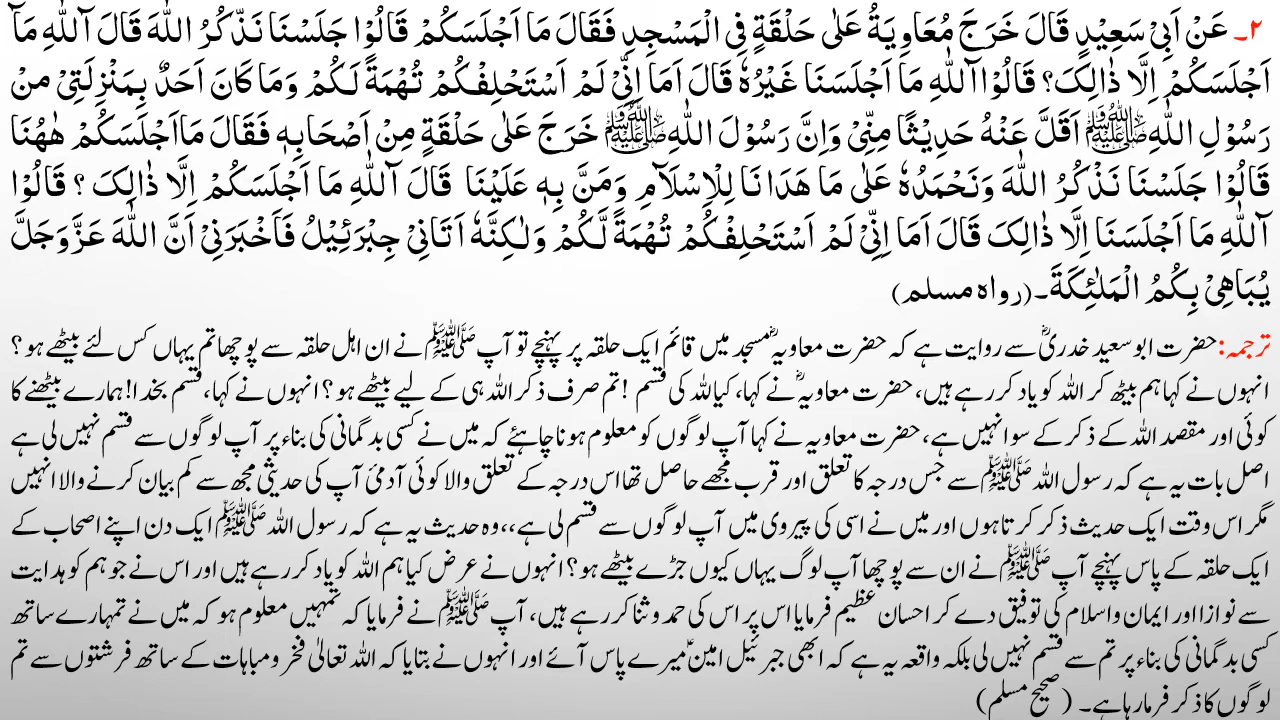 ۲۔ عَنْ اَبِیْ سَعِیْدٍ قَالَ خَرَجَ مُعَاوِیَۃُ عَلٰی حَلْقَۃٍ فِی الْمَسْجِدِ فَقَالَ مَا اَجْلَسَکُمْ قَالُوْا جَلَسْنَا نَذْکُرُ اللّٰہَ قَالَ آللّٰہِ مَآ
اَجْلَسَکُمْ اِلَّا ذٰالِکَ؟ قَالُوْا آللّٰہِ مَا اَجْلَسَنَا غَیْرُہٗ قَالَ اَمَا اِنِّیْ لَمْ اَسْتَحْلِفْکُمْ تُہْمَۃً لَکُمْ وَمَا کَانَ اَحَدٌ بِمَنْزِلَتِیْ مِنْ
رَسُوْلِ اللّٰہِ ﷺ اَقَلَّ عَنْہُ حَدِیْثًا مِنِّیْ وَاِنَّ رَسُوْلَ اللّٰہِ ﷺ خَرَجَ عَلٰی حَلْقَۃٍ مِنْ اَصْحَابِہٖ فَقَالَ مَااَجْلَسَکُمْ ھٰھُنَا
قَالُوْا جَلَسْنَا نَذْکُرُ اللّٰہَ وَنَحْمَدُہٗ عَلٰی مَا ھَدَانَا لِلْاِسْلَامِ وَمَنَّ بِہٖ عَلَیْنَا قَالَ آللّٰہِ مَا اَجْلَسَکُمْ اِلَّا ذٰالِکَ ؟ قَالُوْا
آللّٰہِ مَا اَجْلَسَنَا اِلَّا ذٰالِکَ قَالَ اَمَا اِنِّیْ لَمْ اَسْتَحْلِفْکُمْ تُہْمَۃً لَّکُمْ وَلٰکِنَّہٗ اَتَانِیْ جِبْرَئِیْلُ فَاَخْبَرَنِیْ اَنَّ اللّٰہَ عَزَّوَجَلَّ
یُبَاھِیْ بِکُمُ الْمَلٰئِکَۃَ۔(رواہ مسلم)
ترجمہ: حضرت ابو سعید خدریؓ سے روایت ہے کہ حضرت معاویہؓ مسجد میں قائم ایک حلقہ پر پہنچے تو آپ ﷺ نے ان اہل حلقہ سے پوچھا تم یہاں کس لئے بیٹھے ہو؟
انہوں نے کہا ہم بیٹھ کر اللہ کو یاد کر رہے ہیں، حضرت معاویہؓ نے کہا، کیا اللہ کی قسم !تم صرف ذکر اللہ ہی کے لیے بیٹھے ہو؟ انہوں نے کہا، قسم بخدا! ہمارے بیٹھنے کا
کوئی اور مقصد اللہ کے ذکر کے سوا نہیں ہے، حضرت معاویہ نے کہا آپ لوگوں کو معلوم ہونا چاہئے کہ میں نے کسی بدگمانی کی بناء پر آپ لوگوں سے قسم نہیں لی ہے
اصل بات یہ ہے کہ رسول اللہ ﷺ سے جس درجہ کا تعلق اور قرب مجھے حاصل تھا اس درجہ کے تعلق والا کوئی آدمی آپ کی حدیثی مجھ سے کم بیان کرنے والا نہیں
مگر اس وقت ایک حدیث ذکر کرتا ہوں اور میں نے اسی کی پیروی میں آپ لوگوں سے قسم لی ہے،،وہ حدیث یہ ہے کہ رسول اللہ ﷺ ایک دن اپنے اصحاب کے
ایک حلقہ کے پاس پہنچے آپ ﷺ نے ان سے پوچھا آپ لوگ یہاں کیوں جڑے بیٹھے ہو؟ انہوں نے عرض کیا ہم اللہ کو یاد کر رہے ہیں اور اس نے جو ہم کو ہدایت
سے نوازا اور ایمان واسلام کی توفیق دے کر احسان عظیم فرمایا اس پر اس کی حمد وثنا کر رہے ہیں، آپ ﷺ نے فرمایا کہ تمہیں معلوم ہو کہ میں نے تمہارے ساتھ
کسی بدگمانی کی بناء پر تم سے قسم نہیں لی بلکہ واقعہ یہ ہے کہ ابھی جبرئیل امینؑ میرے پاس آئے اور انہوں نے بتایا کہ اللہ تعالیٰ فخر ومباہات کے ساتھ فرشتوں سے تم
لوگوں کا ذکر فرما رہا ہے۔ (صحیح مسلم)